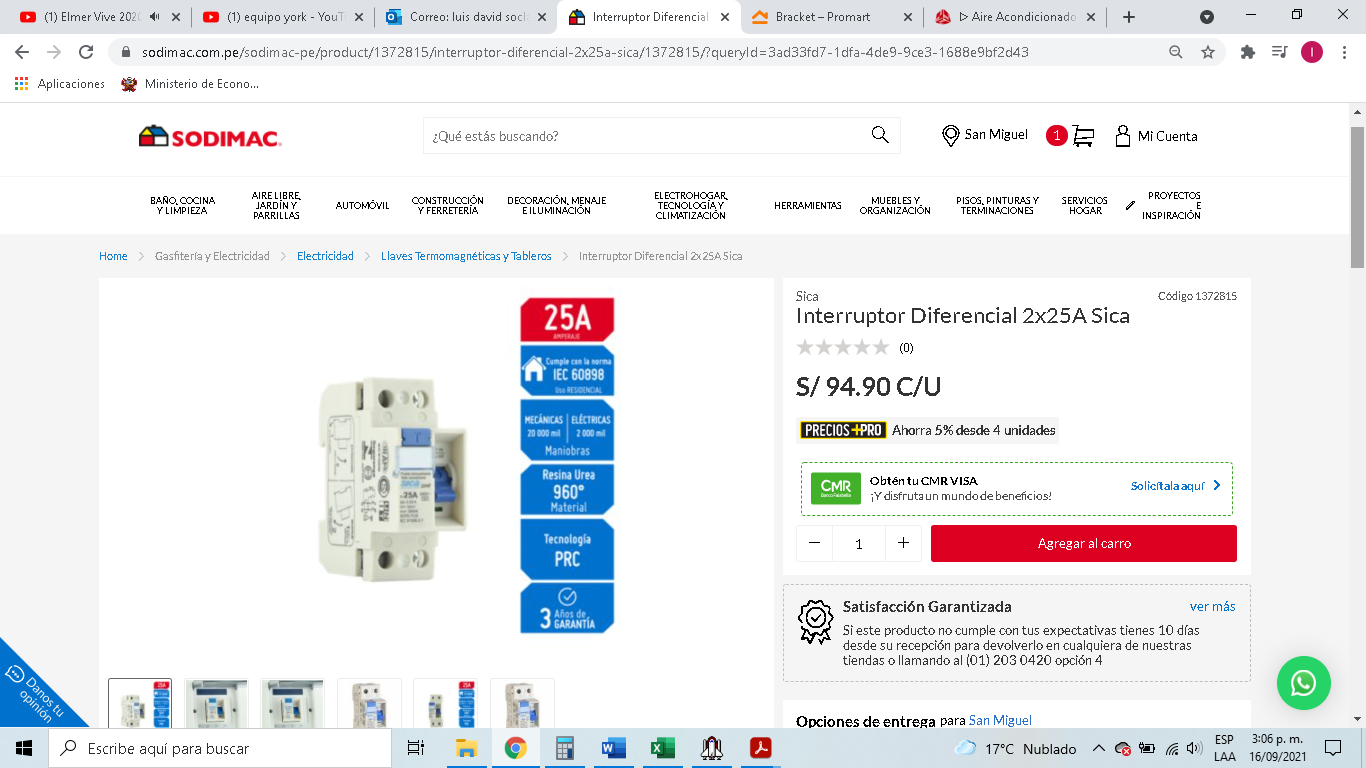 (1) Elmer Vive 2020
(1) equipo york - YouT
Correo: luis david socla
Interruptor Diferencial
Bracket – Promart
▷ Aire Acondicionado
sodimac.com.pe/sodimac-pe/product/1372815/interruptor-diferencial-2x25a-sica/1372815/?queryId=3ad33fd7-1dfa-4de9-9ce3-1688e9bf2d43
I
Aplicaciones
Ministerio de Econo...
SODIMAC
¿Qué estás buscando?
San Miguel
1
Mi Cuenta
BAÑO, COCINA
Y LIMPIEZA
AIRE LIBRE,
JARDÍN Y
PARRILLAS
AUTOMÓVIL
CONSTRUCCIÓN
Y FERRETERÍA
DECORACIÓN, MENAJE
E ILUMINACIÓN
ELECTROHOGAR,
TECNOLOGÍA Y
CLIMATIZACIÓN
HERRAMIENTAS
MUEBLES Y
ORGANIZACIÓN
PISOS, PINTURAS Y
TERMINACIONES
SERVICIOS
HOGAR
PROYECTOS
E
INSPIRACIÓN
Home > Gasfitería y Electricidad > Electricidad > Llaves Termomagnéticas y Tableros > Interruptor Diferencial 2x25A Sica
25A
AMPERAJE
Cumple con la norma
IEC 60898
Uso RESIDENCIAL
MECÁNICAS
20 000 mil
ELÉCTRICAS
2 000 mil
Maniobras
Resina Urea
960°
Material
Tecnología
PRC
3 Años de
GARANTÍA
sica
25A
Sica
Código 1372815
Interruptor Diferencial 2x25A Sica
(0)
S/ 94.90 C/U
PRECIOS+PRO Ahorra 5% desde 4 unidades
CMR
Banco Falabella
Obtén tu CMR VISA
¡Y disfruta un mundo de beneficios!
Solicítala aquí
− 1 +
Agregar al carro
Satisfacción Garantizada
ver más
Si este producto no cumple con tus expectativas tienes 10 días
desde su recepción para devolverlo en cualquiera de nuestras
tiendas o llamando al (01) 203 0420 opción 4
Opciones de entrega para San Miguel
Danos tu
opinión
Escribe aquí para buscar
17°C Nublado
ESP
LAA
3:06 p. m.
16/09/2021